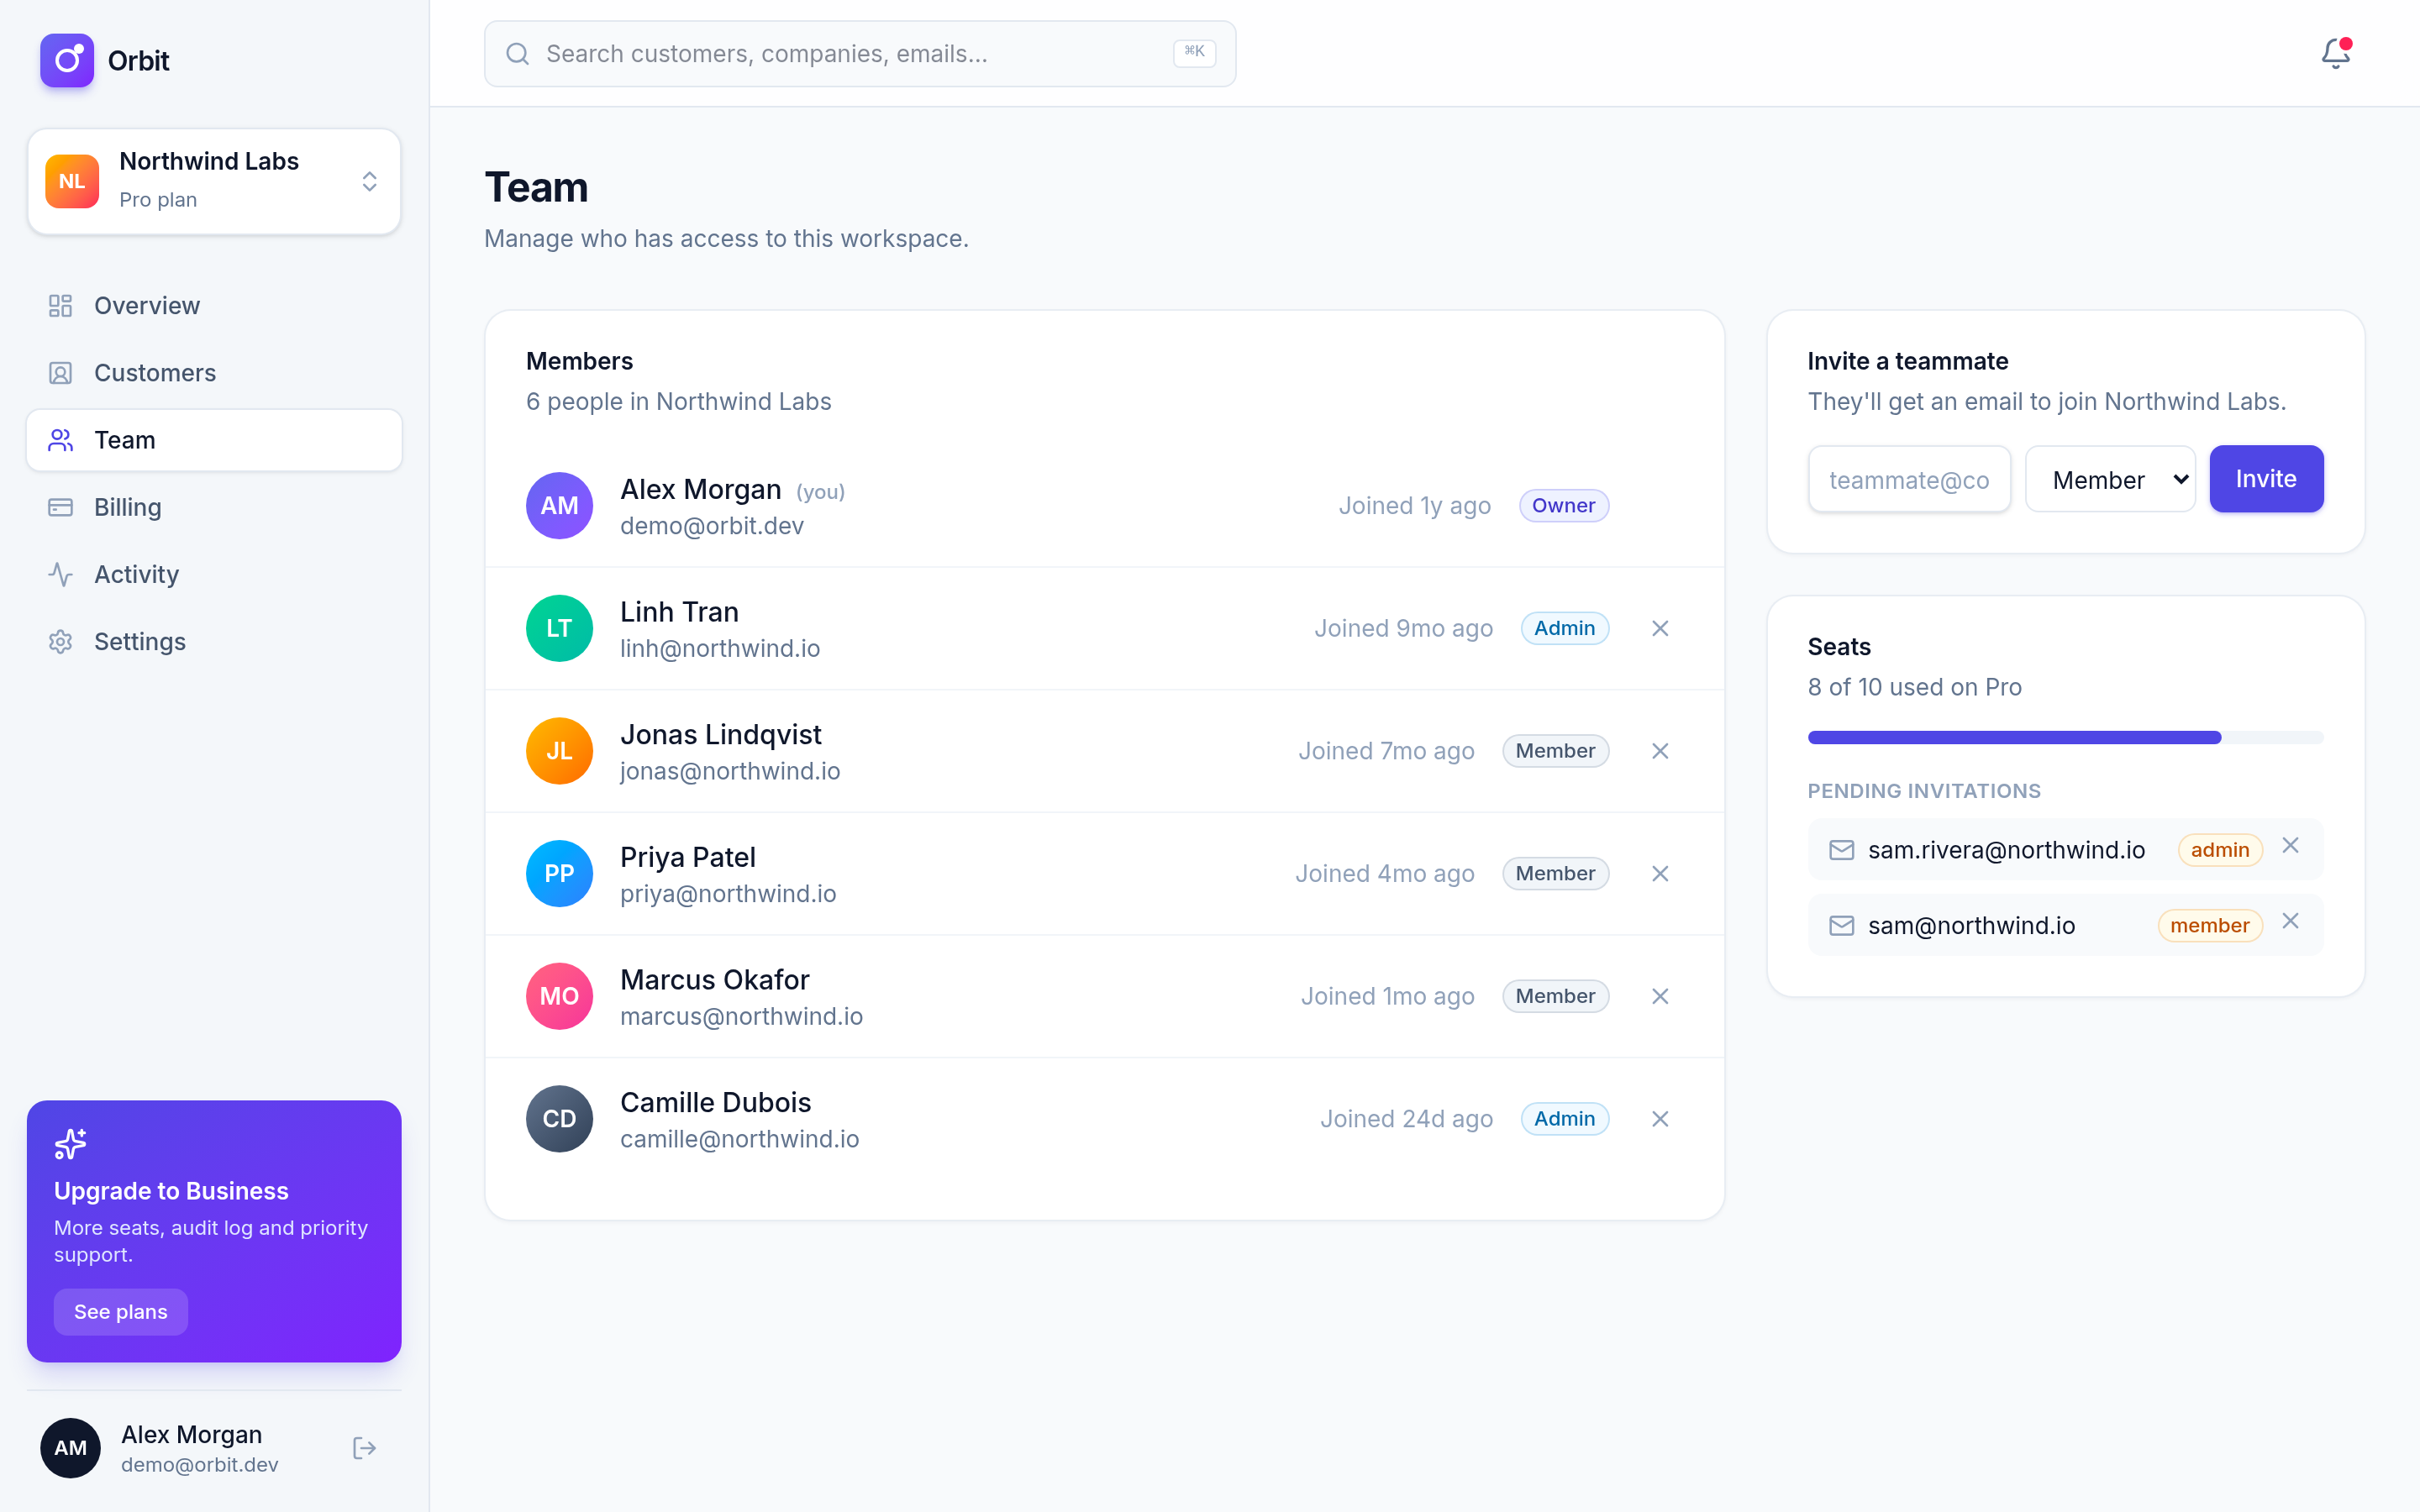 Orbit
NL
Northwind Labs
Pro plan
Overview
Customers
Team
Billing
Activity
Settings
Upgrade to Business
More seats, audit log and priority
support.
See plans
AM
Alex Morgan
demo@orbit.dev
Search customers, companies, emails...
⌘K
Team
Manage who has access to this workspace.
Members
6 people in Northwind Labs
AM
Alex Morgan (you)
demo@orbit.dev
Joined 1y ago
Owner
LT
Linh Tran
linh@northwind.io
Joined 9mo ago
Admin
JL
Jonas Lindqvist
jonas@northwind.io
Joined 7mo ago
Member
PP
Priya Patel
priya@northwind.io
Joined 4mo ago
Member
MO
Marcus Okafor
marcus@northwind.io
Joined 1mo ago
Member
CD
Camille Dubois
camille@northwind.io
Joined 24d ago
Admin
Invite a teammate
They'll get an email to join Northwind Labs.
teammate@co
Member
Invite
Seats
8 of 10 used on Pro
PENDING INVITATIONS
sam.rivera@northwind.io
admin
sam@northwind.io
member